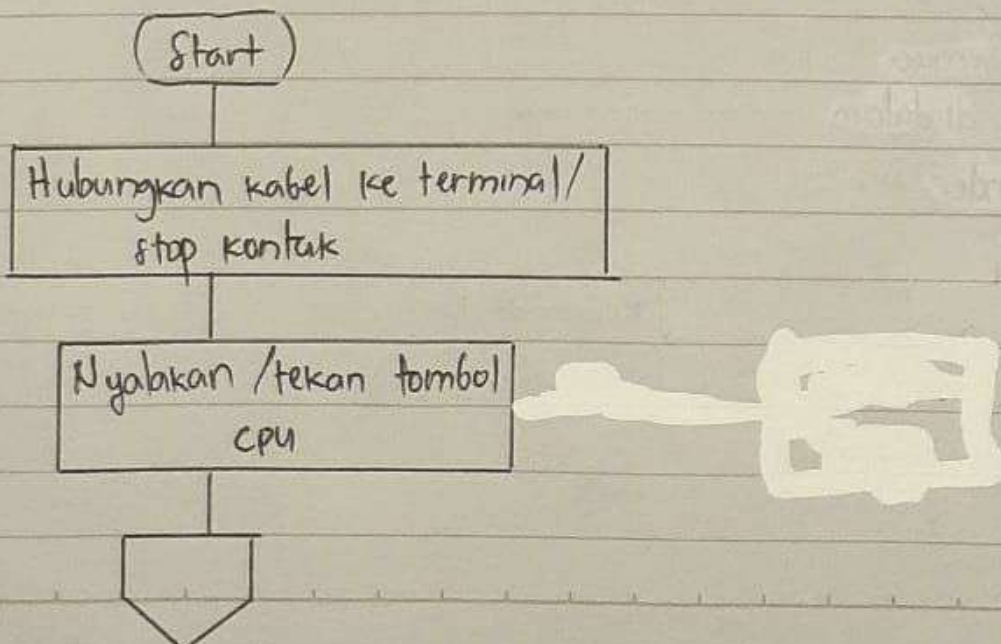 Start
Hubungkan kabel ke terminal/
stop kontak
Nyalakan /tekan tombol
CPU